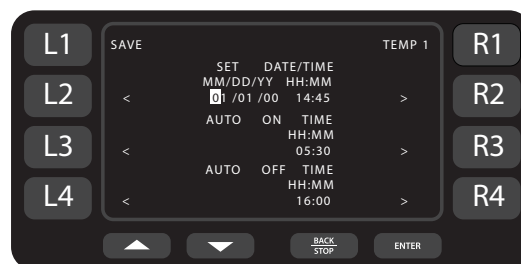 L1 SAVE TEMP 1 R1
SET DATE/TIME
MM/DD/YY HH:MM
L2 < 01 /01 /00 14:45 > R2
AUTO ON TIME
HH:MM
L3 < 05:30 > R3
AUTO OFF TIME
HH:MM
L4 < 16:00 > R4
BACK
STOP ENTER